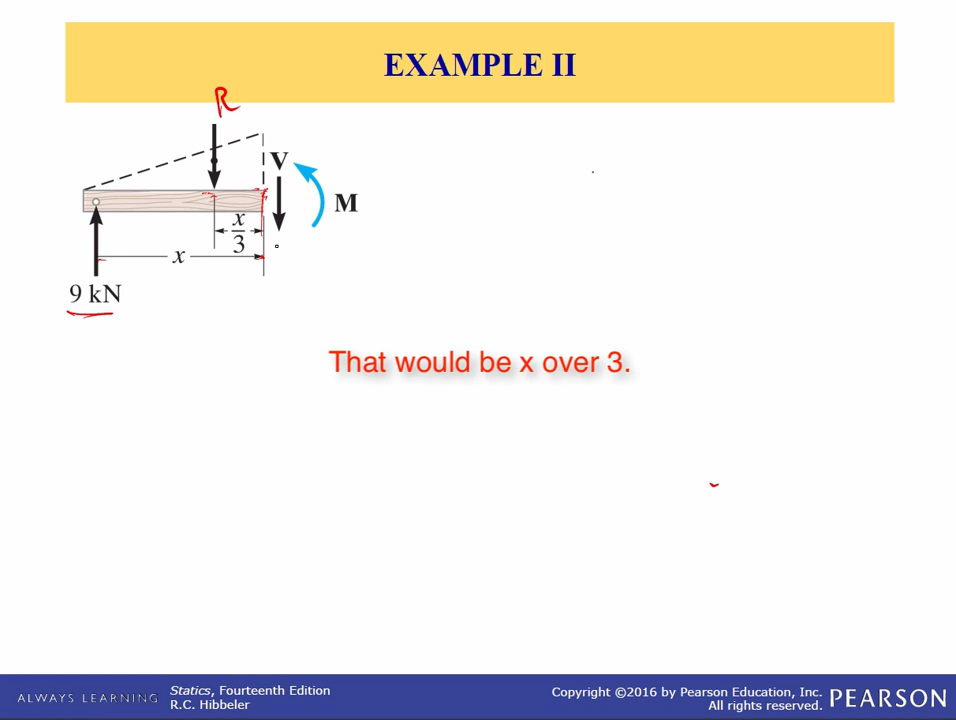 EXAMPLE II
R
V
M
x
3
x
9 kN
That would be x over 3.
ALWAYS LEARNING
Statics, Fourteenth Edition
R.C. Hibbeler
Copyright ©2016 by Pearson Education, Inc.
All rights reserved.
PEARSON